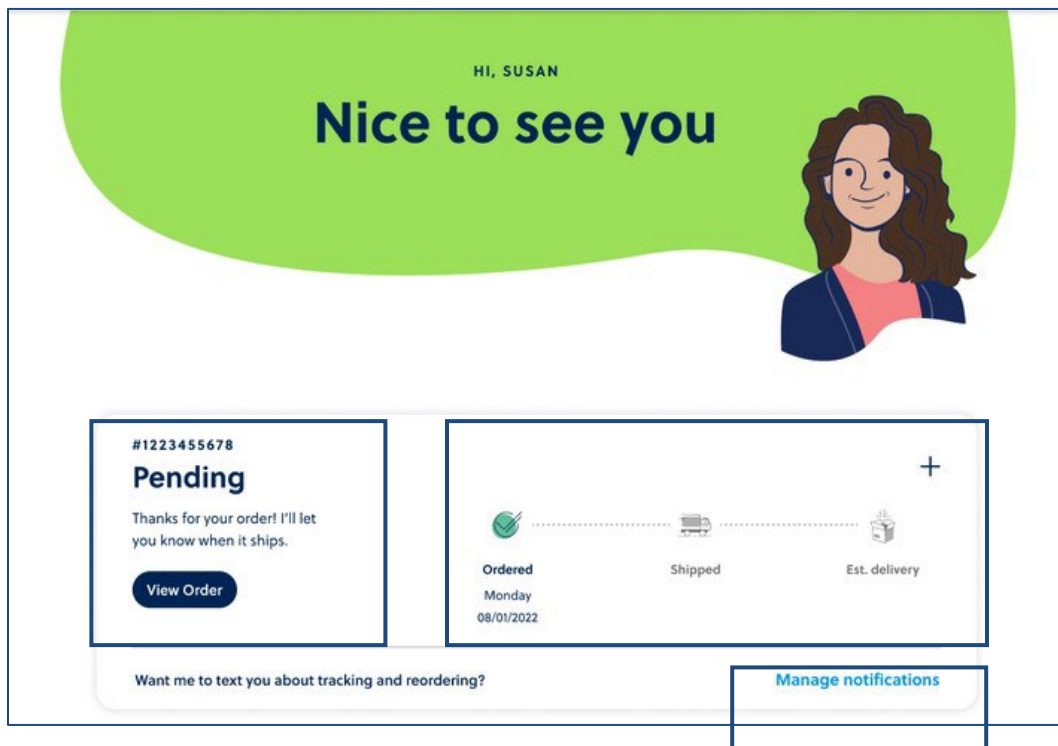 HI, SUSAN
Nice to see you
#1223455678
Pending
Thanks for your order! I'll let
you know when it ships.
View Order
Ordered
Monday
08/01/2022
Shipped
Est. delivery
Want me to text you about tracking and reordering?
Manage notifications